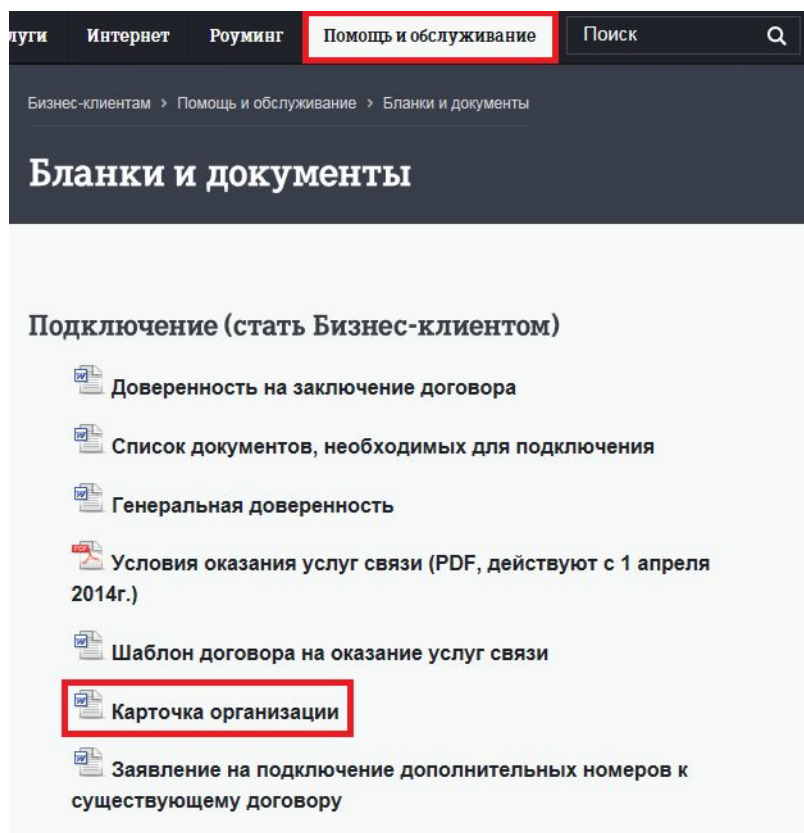 Интернет Роуминг Помощь и обслуживание Поиск
Бизнес-клиентам > Помощь и обслуживание > Бланки и документы
Бланки и документы
Подключение (стать Бизнес-клиентом)
Доверенность на заключение договора
Список документов, необходимых для подключения
Генеральная доверенность
Условия оказания услуг связи (PDF, действуют с 1 апреля
2014г.)
Шаблон договора на оказание услуг связи
Карточка организации
Заявление на подключение дополнительных номеров к
существующему договору